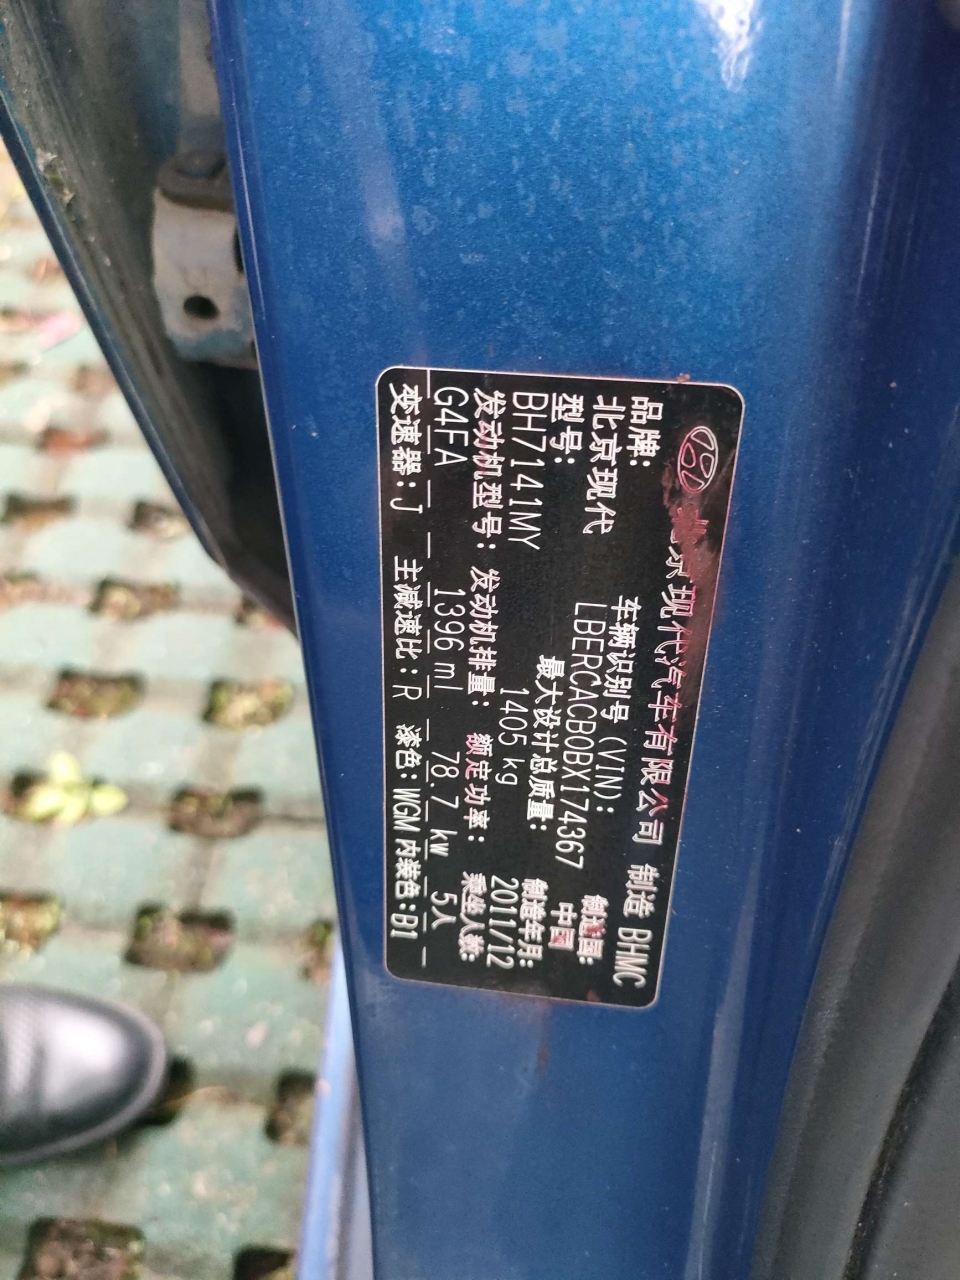 北京现代汽车有限公司 制造 BHMC
品牌: 车辆识别号(VIN): 制造国:
北京现代 LBERCACB0BX174367 中国
型号: 最大设计总质量: 制造年月:
BH7141MY 1405 kg 2011/12
发动机型号: 发动机排量: 额定功率: 乘坐人数:
G4FA 1396 ml 78.7 kw 5人
变速器:J 主减速比:R 漆色:WGM 内装色:B1